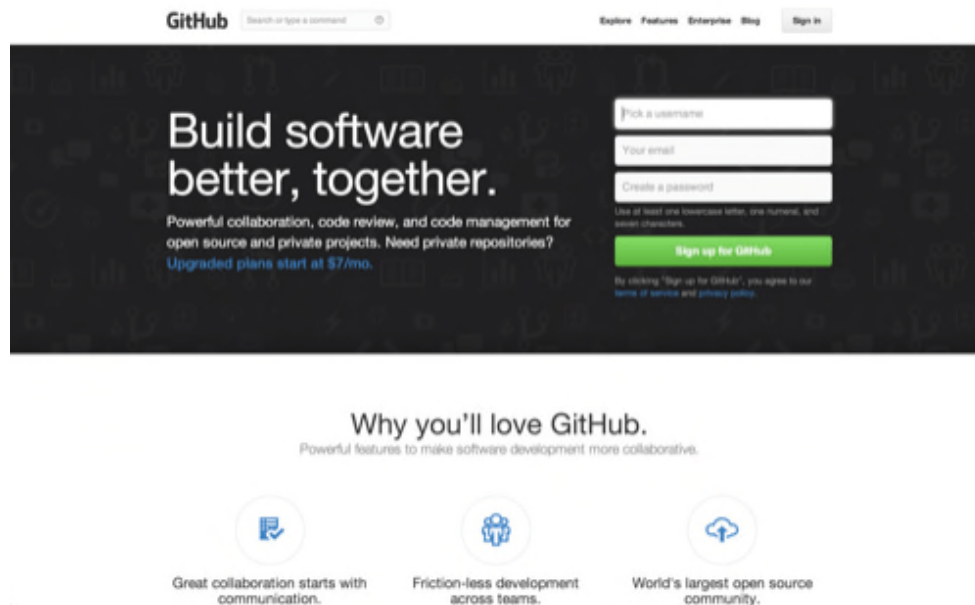 GitHub
Search or type a command
Explore Features Enterprise Blog
Sign in
Build software
better, together.
Powerful collaboration, code review, and code management for
open source and private projects. Need private repositories?
Upgraded plans start at $7/mo.
Pick a username
Your email
Create a password
Use at least one lowercase letter, one numeral, and
seven characters.
Sign up for GitHub
By clicking "Sign up for GitHub", you agree to our
terms of service and privacy policy.
Why you'll love GitHub.
Powerful features to make software development more collaborative.
Great collaboration starts with
communication.
Friction-less development
across teams.
World's largest open source
community.